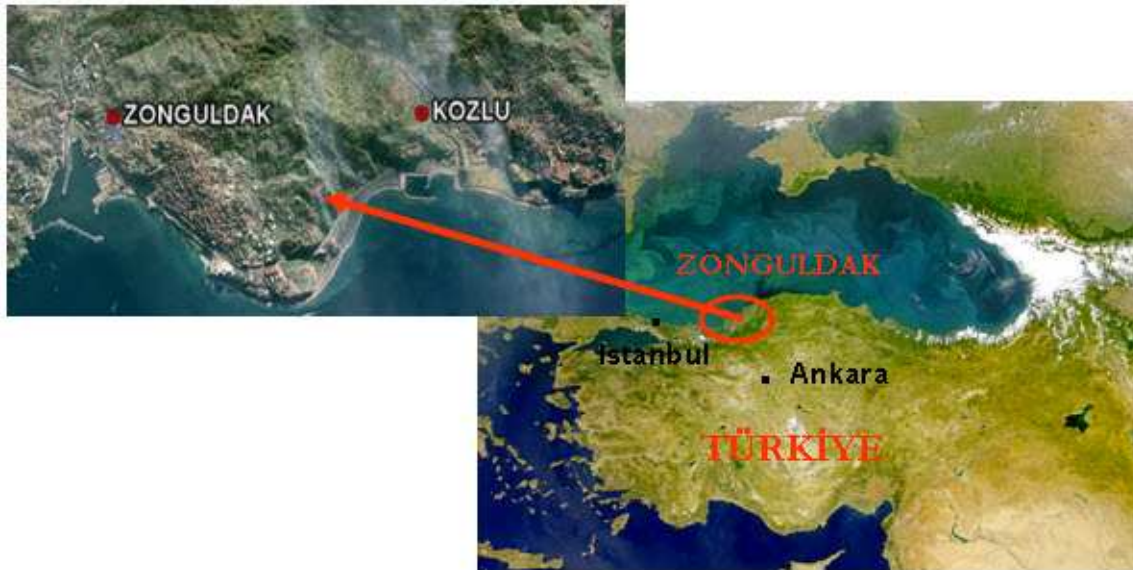 ZONGULDAK
KOZLU
ZONGULDAK
İstanbul
Ankara
TÜRKİYE